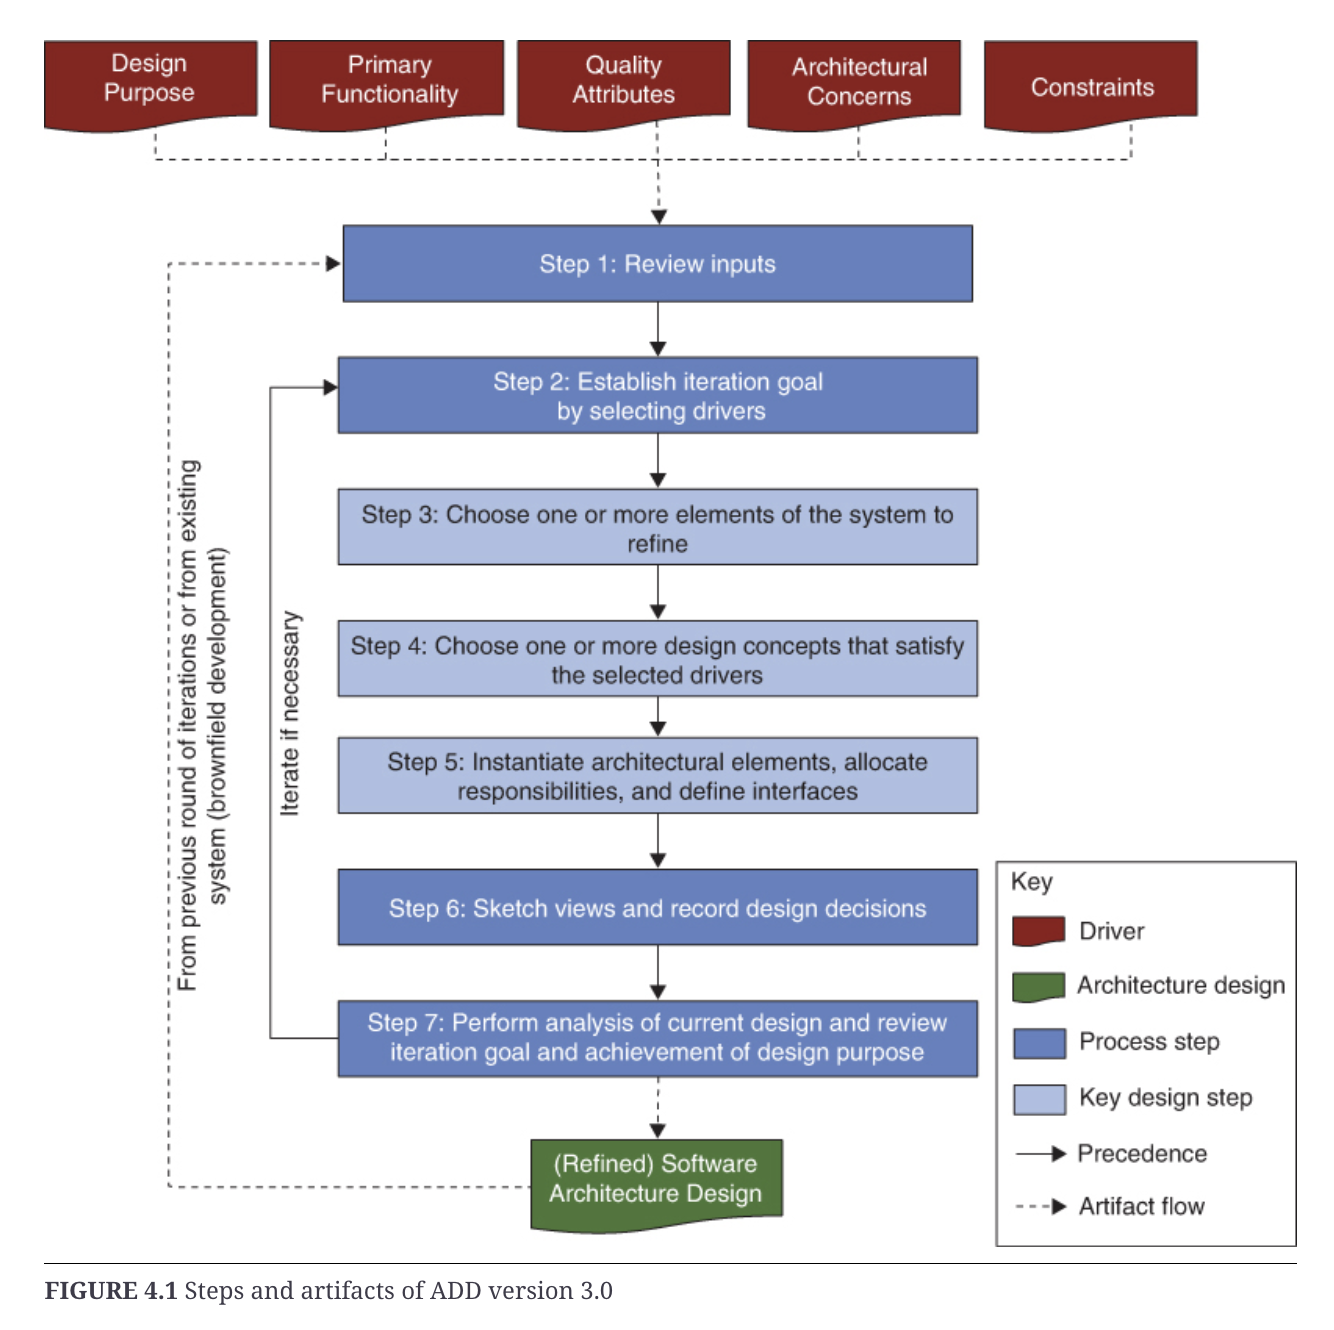 Design
Purpose
Primary
Functionality
Quality
Attributes
Architectural
Concerns
Constraints
Step 1: Review inputs
Step 2: Establish iteration goal
by selecting drivers
Step 3: Choose one or more elements of the system to
refine
Step 4: Choose one or more design concepts that satisfy
the selected drivers
Step 5: Instantiate architectural elements, allocate
responsibilities, and define interfaces
Step 6: Sketch views and record design decisions
Step 7: Perform analysis of current design and review
iteration goal and achievement of design purpose
(Refined) Software
Architecture Design
From previous round of iterations or from existing
system (brownfield development)
Iterate if necessary
Key
Driver
Architecture design
Process step
Key design step
Precedence
Artifact flow
FIGURE 4.1 Steps and artifacts of ADD version 3.0